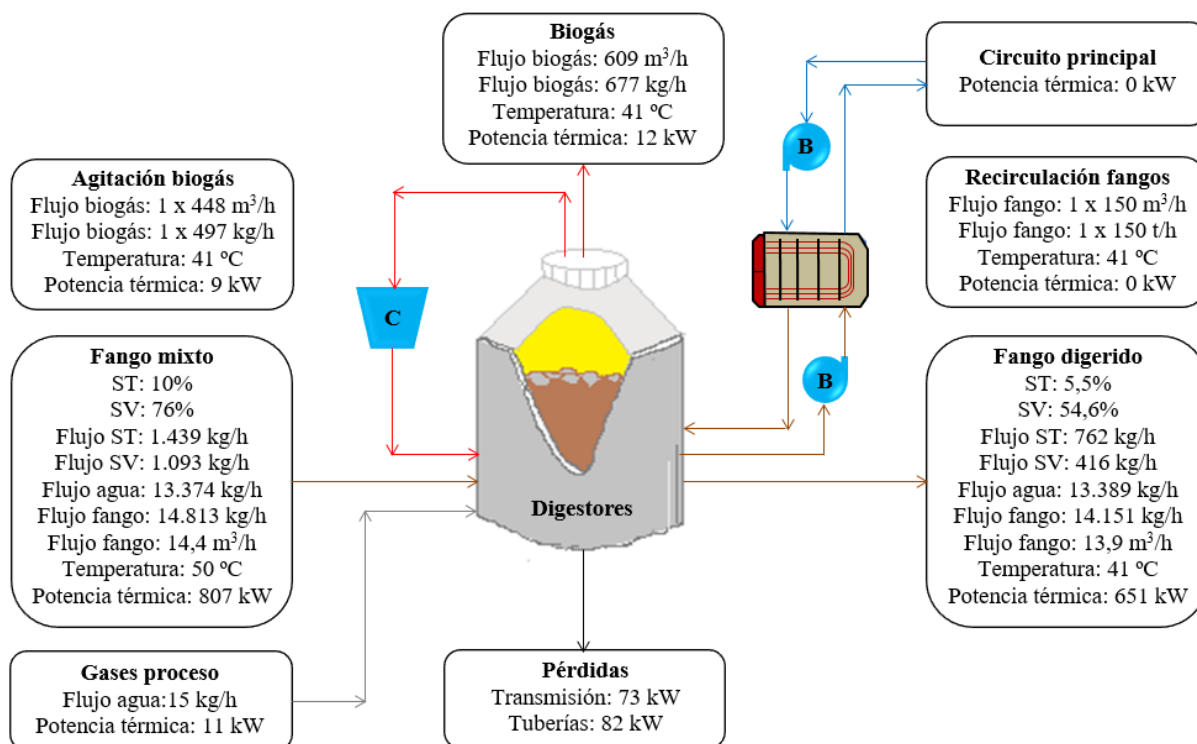 Biogás
Flujo biogás: 609 m³/h
Flujo biogás: 677 kg/h
Temperatura: 41 ºC
Potencia térmica: 12 kW
Circuito principal
Potencia térmica: 0 kW
B
Agitación biogás
Flujo biogás: 1 x 448 m³/h
Flujo biogás: 1 x 497 kg/h
Temperatura: 41 ºC
Potencia térmica: 9 kW
Recirculación fangos
Flujo fango: 1 x 150 m³/h
Flujo fango: 1 x 150 t/h
Temperatura: 41 ºC
Potencia térmica: 0 kW
C
B
Fango mixto
ST: 10%
SV: 76%
Flujo ST: 1.439 kg/h
Flujo SV: 1.093 kg/h
Flujo agua: 13.374 kg/h
Flujo fango: 14.813 kg/h
Flujo fango: 14,4 m³/h
Temperatura: 50 ºC
Potencia térmica: 807 kW
Digestores
Fango digerido
ST: 5,5%
SV: 54,6%
Flujo ST: 762 kg/h
Flujo SV: 416 kg/h
Flujo agua: 13.389 kg/h
Flujo fango: 14.151 kg/h
Flujo fango: 13,9 m³/h
Temperatura: 41 ºC
Potencia térmica: 651 kW
Gases proceso
Flujo agua:15 kg/h
Potencia térmica: 11 kW
Pérdidas
Transmisión: 73 kW
Tuberías: 82 kW